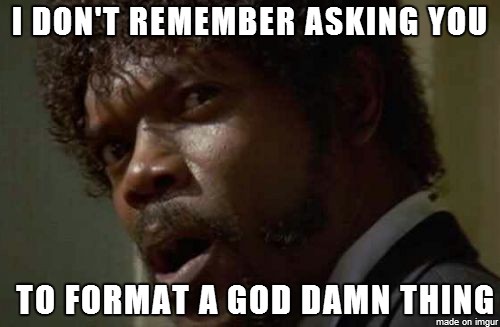 I DON'T REMEMBER ASKING YOU
TO FORMAT A GOD DAMN THING
made on imgur